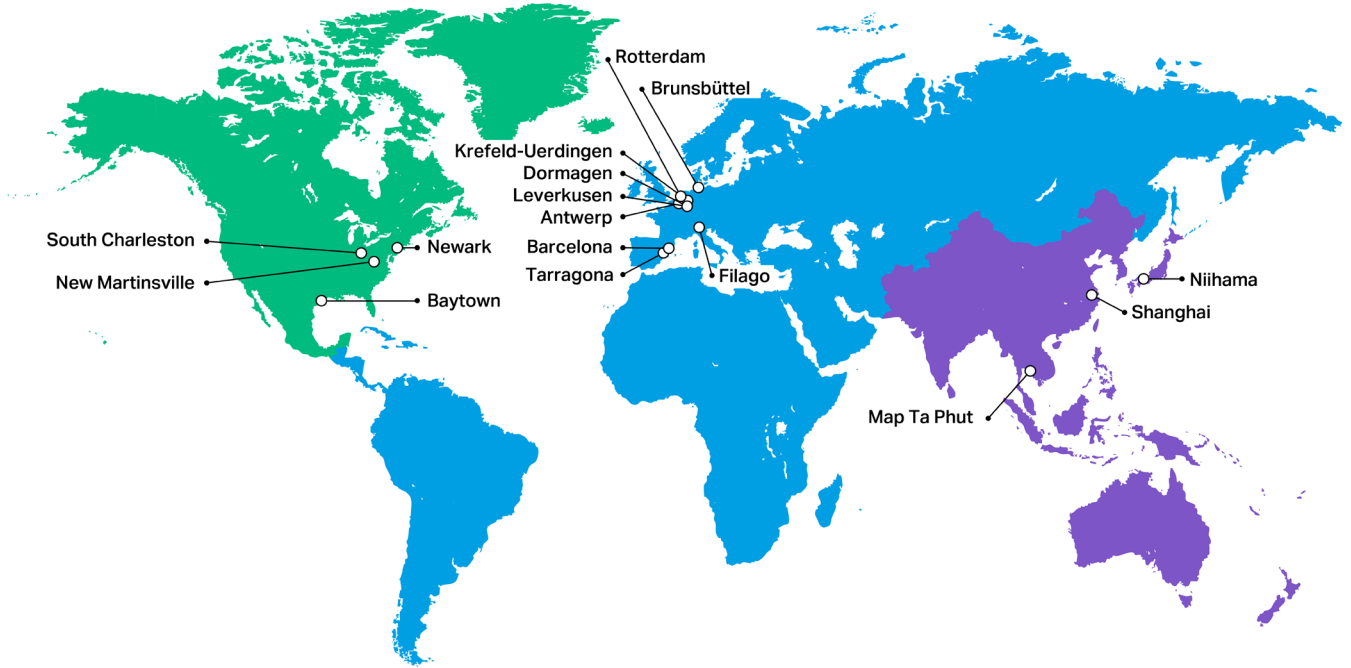 Rotterdam
Brunsbüttel
Krefeld-Uerdingen
Dormagen
Leverkusen
Antwerp
South Charleston
Newark
Barcelona
New Martinsville
Tarragona
Filago
Niihama
Baytown
Shanghai
Map Ta Phut